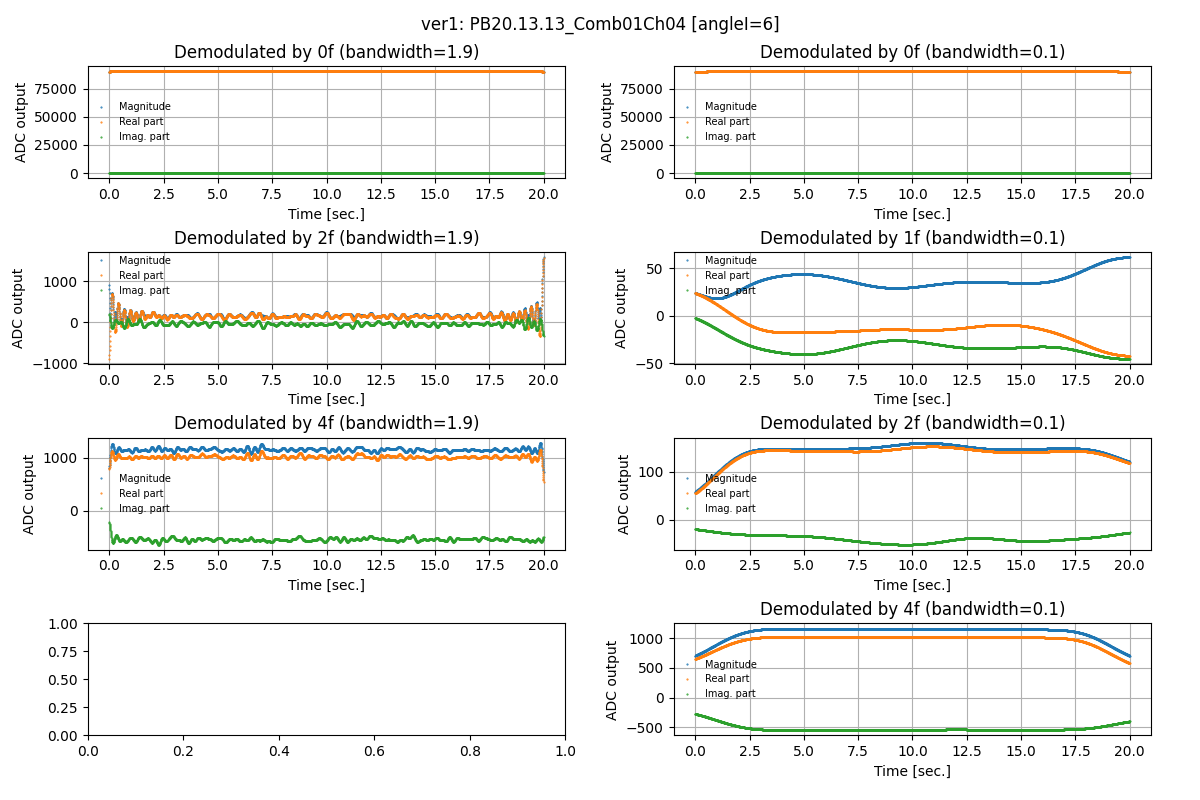 ver1: PB20.13.13_Comb01Ch04 [angleI=6]
Demodulated by 0f (bandwidth=1.9)
ADC output
75000
50000
25000
0
Magnitude
Real part
Imag. part
0.0 2.5 5.0 7.5 10.0 12.5 15.0 17.5 20.0
Time [sec.]
Demodulated by 0f (bandwidth=0.1)
ADC output
75000
50000
25000
0
Magnitude
Real part
Imag. part
0.0 2.5 5.0 7.5 10.0 12.5 15.0 17.5 20.0
Time [sec.]
Demodulated by 2f (bandwidth=1.9)
ADC output
1000
0
−1000
Magnitude
Real part
Imag. part
0.0 2.5 5.0 7.5 10.0 12.5 15.0 17.5 20.0
Time [sec.]
Demodulated by 1f (bandwidth=0.1)
ADC output
50
0
−50
Magnitude
Real part
Imag. part
0.0 2.5 5.0 7.5 10.0 12.5 15.0 17.5 20.0
Time [sec.]
Demodulated by 4f (bandwidth=1.9)
ADC output
1000
0
Magnitude
Real part
Imag. part
0.0 2.5 5.0 7.5 10.0 12.5 15.0 17.5 20.0
Time [sec.]
Demodulated by 2f (bandwidth=0.1)
ADC output
100
0
Magnitude
Real part
Imag. part
0.0 2.5 5.0 7.5 10.0 12.5 15.0 17.5 20.0
Time [sec.]
1.00
0.75
0.50
0.25
0.00
0.0 0.2 0.4 0.6 0.8 1.0
Demodulated by 4f (bandwidth=0.1)
ADC output
1000
500
0
−500
Magnitude
Real part
Imag. part
0.0 2.5 5.0 7.5 10.0 12.5 15.0 17.5 20.0
Time [sec.]